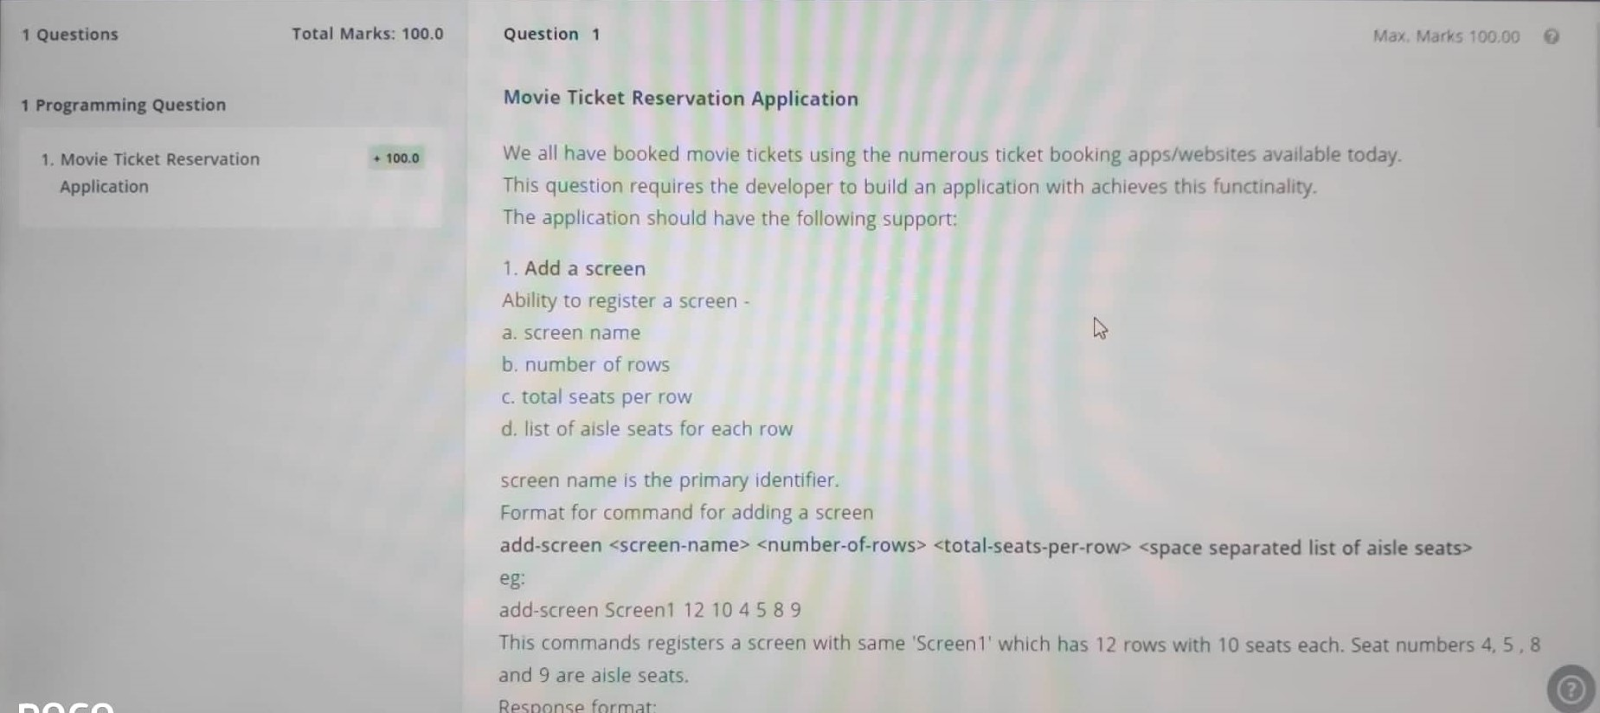 1 Questions
Total Marks: 100.0
1 Programming Question
1. Movie Ticket Reservation
Application
+ 100.0
Question 1
Max. Marks 100.00
Movie Ticket Reservation Application
We all have booked movie tickets using the numerous ticket booking apps/websites available today.
This question requires the developer to build an application with achieves this functinality.
The application should have the following support:
1. Add a screen
Ability to register a screen -
a. screen name
b. number of rows
c. total seats per row
d. list of aisle seats for each row
screen name is the primary identifier.
Format for command for adding a screen
add-screen <screen-name> <number-of-rows> <total-seats-per-row> <space separated list of aisle seats>
eg:
add-screen Screen1 12 10 4 5 8 9
This commands registers a screen with same 'Screen1' which has 12 rows with 10 seats each. Seat numbers 4, 5 , 8
and 9 are aisle seats.
Response format: